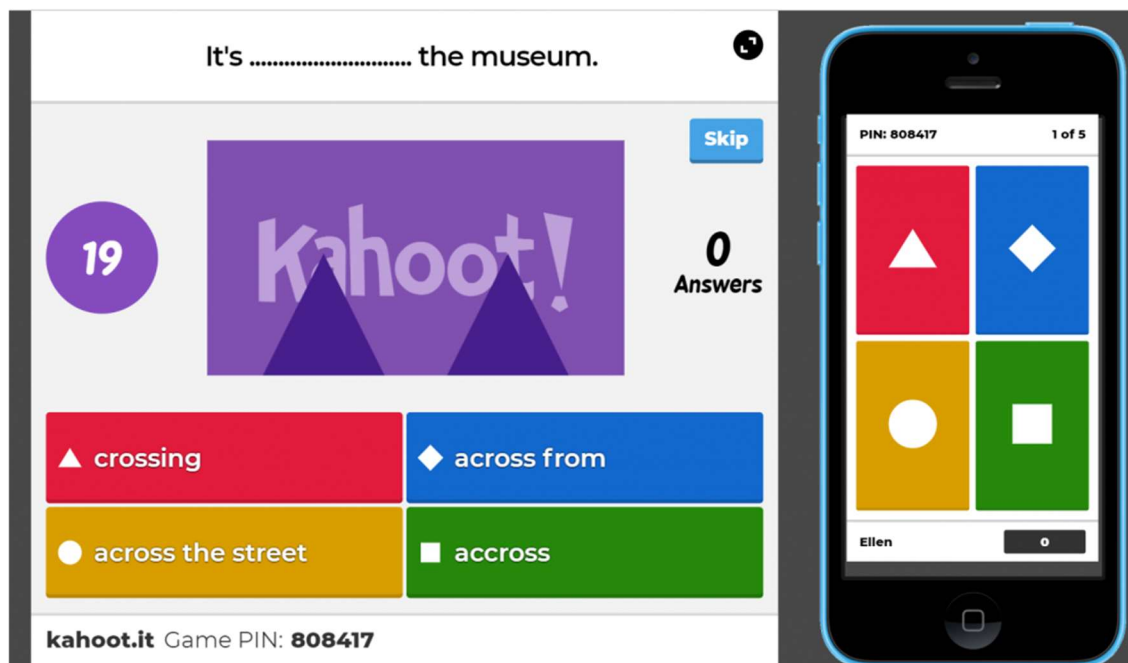 It's ............................ the museum.
Skip
19
Kahoot!
0
Answers
crossing
across from
across the street
accross
kahoot.it Game PIN: 808417
PIN: 808417 1 of 5
Ellen 0